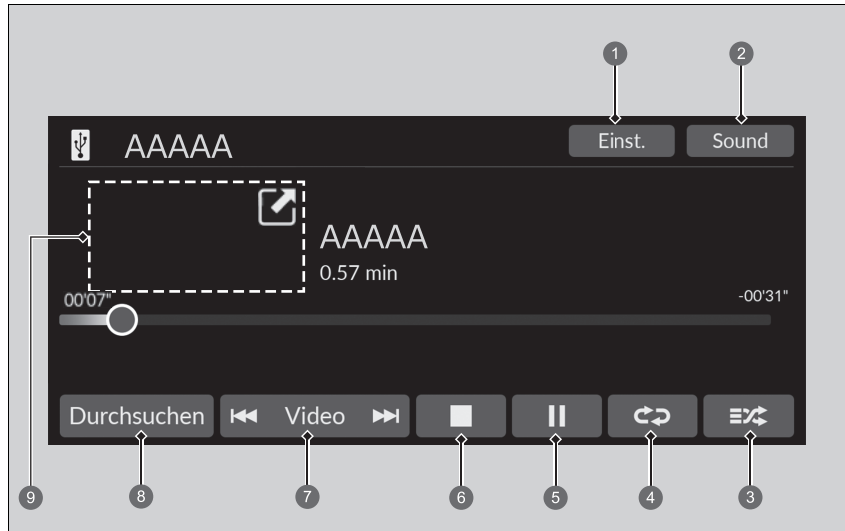 1 2
AAAAA Einst. Sound
AAAAA
9
0.57 min
00'07" -00'31"
Durchsuchen Video
9 8 7 6 5 4 3